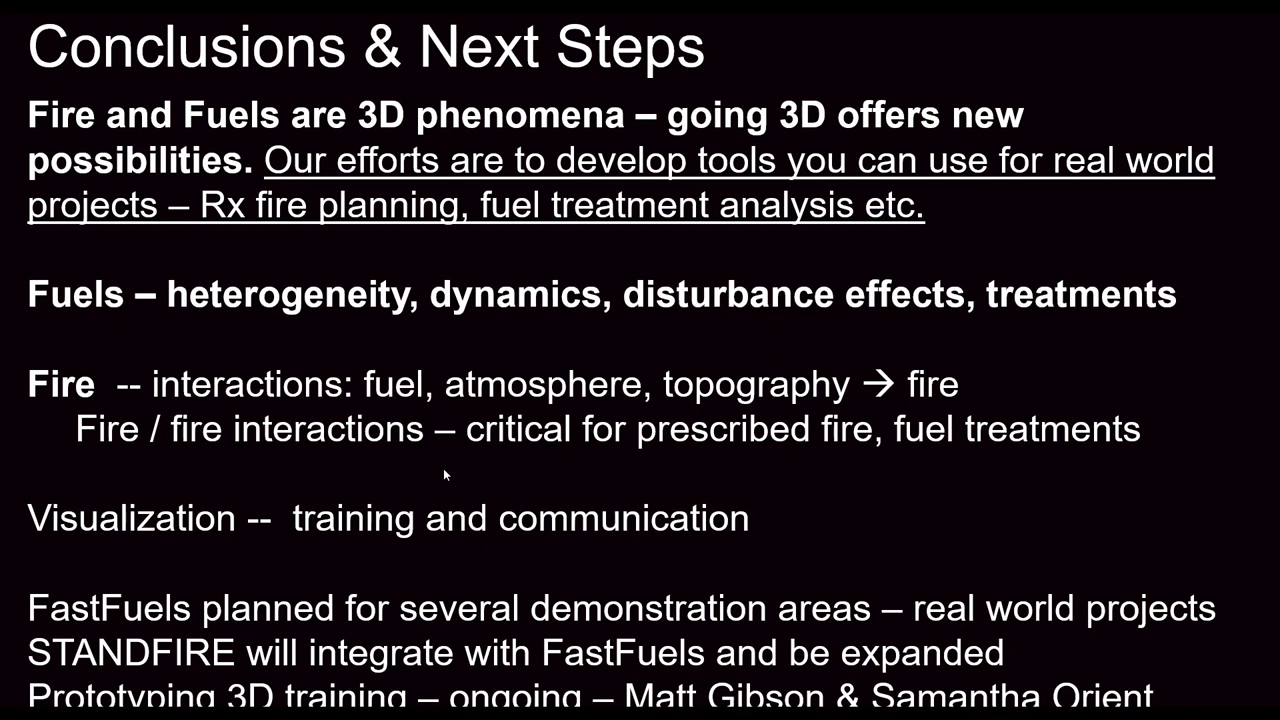 Conclusions & Next Steps
Fire and Fuels are 3D phenomena – going 3D offers new
possibilities. Our efforts are to develop tools you can use for real world
projects – Rx fire planning, fuel treatment analysis etc.
Fuels – heterogeneity, dynamics, disturbance effects, treatments
Fire -- interactions: fuel, atmosphere, topography → fire
Fire / fire interactions – critical for prescribed fire, fuel treatments
Visualization -- training and communication
FastFuels planned for several demonstration areas – real world projects
STANDFIRE will integrate with FastFuels and be expanded
Prototyping 3D training – ongoing – Matt Gibson & Samantha Orient